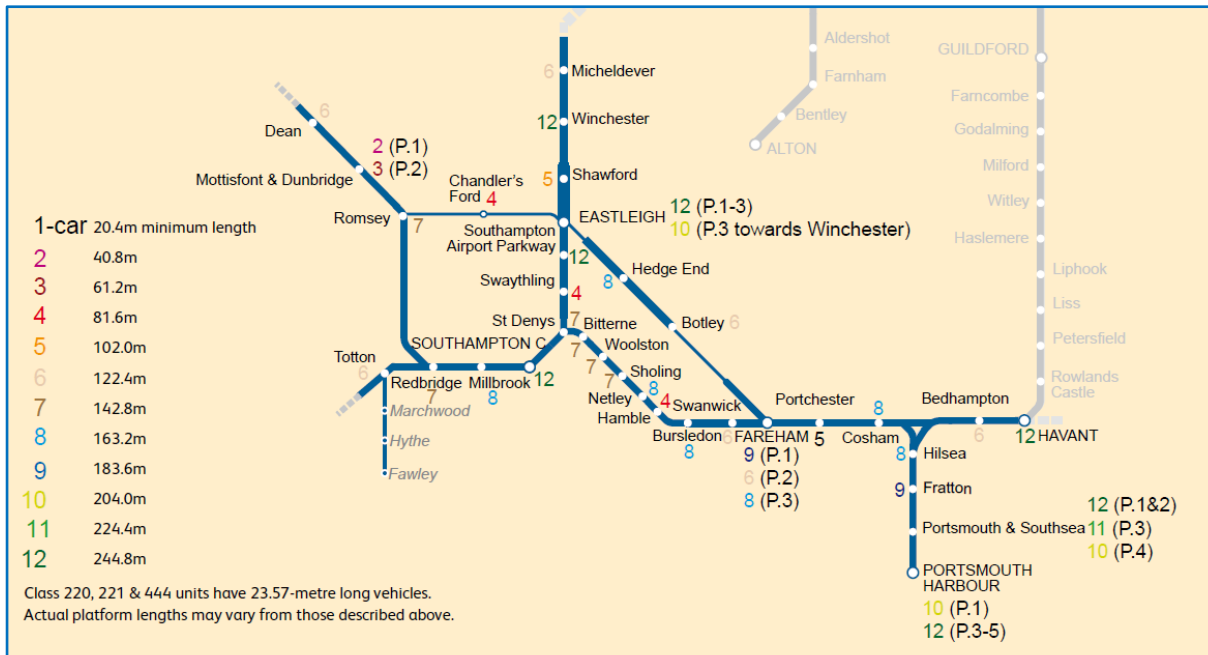 Aldershot
GUILDFORD
6 Micheldever
Farnham
Farncombe
6
Dean
12 Winchester
Bentley
Godalming
ALTON
2 (P.1)
3 (P.2)
Mottisfont & Dunbridge
Chandler's
Ford 4
5 Shawford
Milford
Witley
1-car 20.4m minimum length
Romsey
7
EASTLEIGH
12 (P.1-3)
10 (P.3 towards Winchester)
Southampton
Airport Parkway
12
Haslemere
2 40.8m
3 61.2m
4 81.6m
5 102.0m
6 122.4m
7 142.8m
8 163.2m
9 183.6m
10 204.0m
11 224.4m
12 244.8m
Hedge End
8
Liphook
Swaythling
4
Liss
St Denys
7
Bitterne
7
Botley 6
Petersfield
SOUTHAMPTON C.
12
Woolston
7
Totton
6
Redbridge
7
Millbrook
8
Sholing
7
Rowlands
Castle
Netley
8
Hamble
4
Marchwood
Hythe
Fawley
Swanwick
6
Bursledon
8
FAREHAM
9 (P.1)
6 (P.2)
8 (P.3)
Portchester
5
8
Cosham
Bedhampton
6
12 HAVANT
8 Hilsea
9 Fratton
Portsmouth & Southsea
12 (P.1&2)
11 (P.3)
10 (P.4)
PORTSMOUTH
HARBOUR
10 (P.1)
12 (P.3-5)
Class 220, 221 & 444 units have 23.57-metre long vehicles.
Actual platform lengths may vary from those described above.